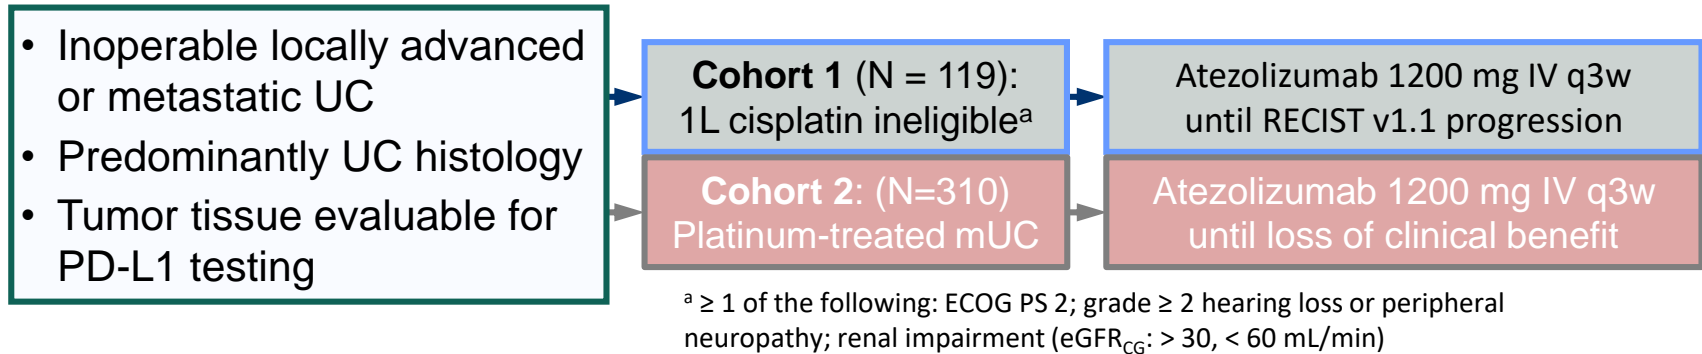 • Inoperable locally advanced
or metastatic UC
• Predominantly UC histology
• Tumor tissue evaluable for
PD-L1 testing
Cohort 1 (N = 119):
1L cisplatin ineligibleᵃ
Atezolizumab 1200 mg IV q3w
until RECIST v1.1 progression
Cohort 2: (N=310)
Platinum-treated mUC
Atezolizumab 1200 mg IV q3w
until loss of clinical benefit
ᵃ ≥ 1 of the following: ECOG PS 2; grade ≥ 2 hearing loss or peripheral
neuropathy; renal impairment (eGFRCG: > 30, < 60 mL/min)